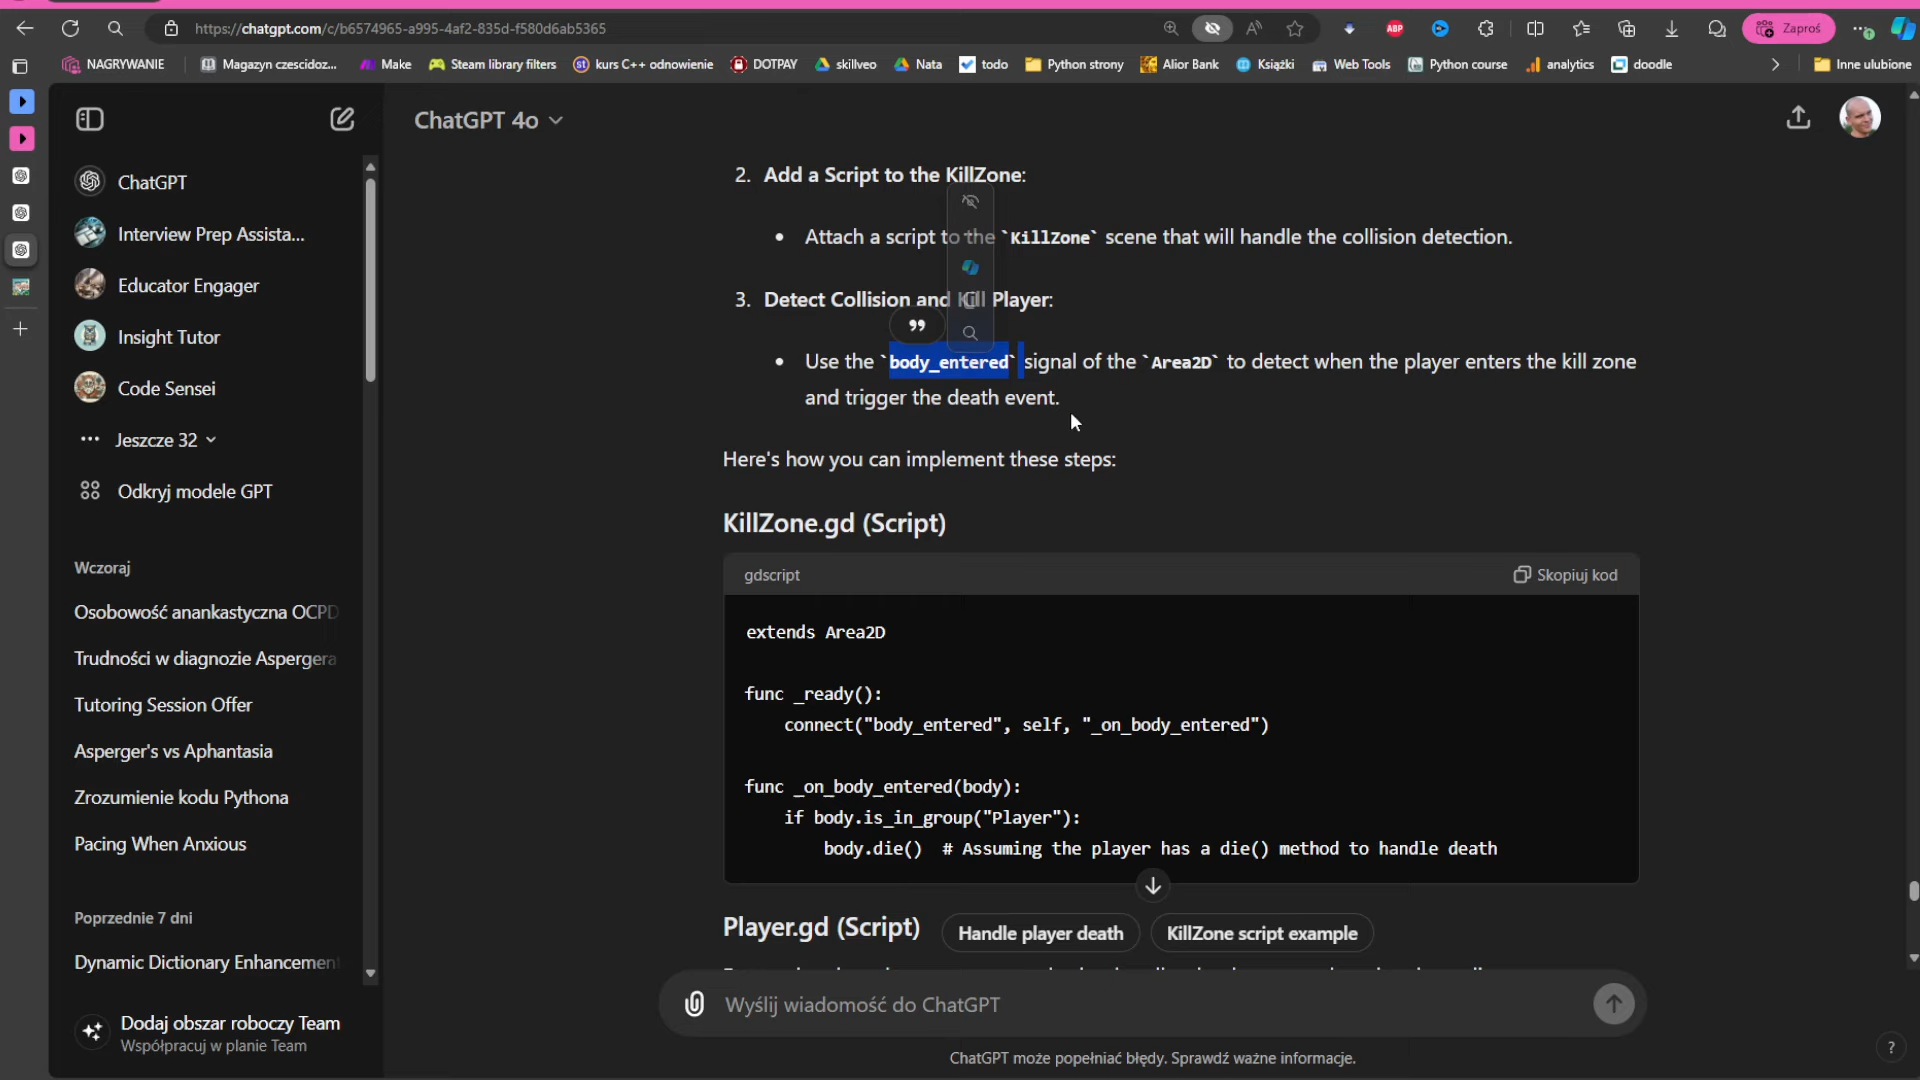 https://chatgpt.com/c/b6574965-a995-4af2-835d-f580d6ab5365
ABP
Zaproś
NAGRYWANIE
Magazyn czescidoz...
Make
Steam library filters
kurs C++ odnowienie
DOTPAY
skillveo
Nata
todo
Python strony
Alior Bank
Książki
Web Tools
Python course
analytics
doodle
Inne ulubione
ChatGPT
Interview Prep Assista...
Educator Engager
Insight Tutor
Code Sensei
Jeszcze 32
Odkryj modele GPT
Wczoraj
Osobowość anankastyczna OCPD
Trudności w diagnozie Aspergera
Tutoring Session Offer
Asperger's vs Aphantasia
Zrozumienie kodu Pythona
Pacing When Anxious
Poprzednie 7 dni
Dynamic Dictionary Enhancement
Dodaj obszar roboczy Team
Współpracuj w planie Team
ChatGPT 4o
2. Add a Script to the KillZone:
• Attach a script to the `KillZone` scene that will handle the collision detection.
3. Detect Collision and Kill Player:
• Use the `body_entered` signal of the `Area2D` to detect when the player enters the kill zone
and trigger the death event.
Here's how you can implement these steps:
KillZone.gd (Script)
gdscript
Skopiuj kod
extends Area2D
func _ready():
connect("body_entered", self, "_on_body_entered")
func _on_body_entered(body):
if body.is_in_group("Player"):
body.die() # Assuming the player has a die() method to handle death
Player.gd (Script)
Handle player death
KillZone script example
Wyślij wiadomość do ChatGPT
ChatGPT może popełniać błędy. Sprawdź ważne informacje.
?